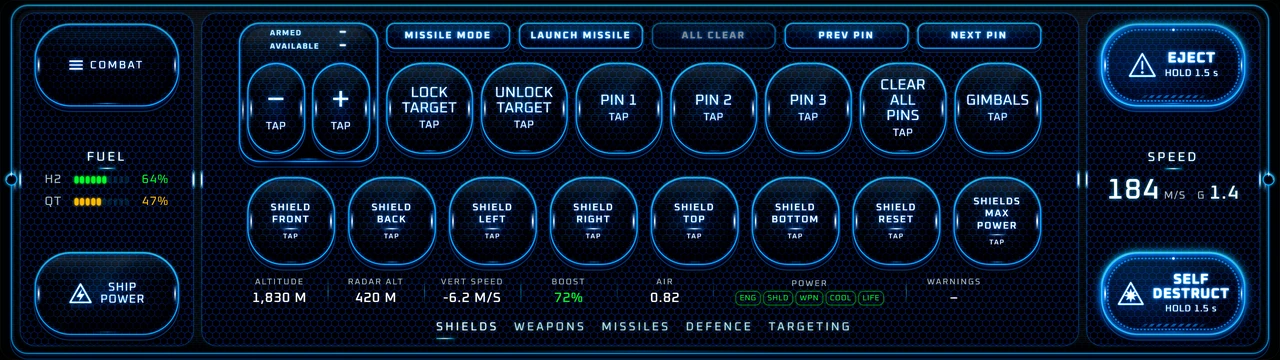 COMBAT
FUEL
H2 64%
QT 47%
SHIP
POWER
ARMED –
AVAILABLE –
–
TAP
+
TAP
MISSILE MODE
LAUNCH MISSILE
ALL CLEAR
PREV PIN
NEXT PIN
LOCK
TARGET
TAP
UNLOCK
TARGET
TAP
PIN 1
TAP
PIN 2
TAP
PIN 3
TAP
CLEAR
ALL
PINS
TAP
GIMBALS
TAP
SHIELD
FRONT
TAP
SHIELD
BACK
TAP
SHIELD
LEFT
TAP
SHIELD
RIGHT
TAP
SHIELD
TOP
TAP
SHIELD
BOTTOM
TAP
SHIELD
RESET
TAP
SHIELDS
MAX
POWER
TAP
ALTITUDE
1,830 M
RADAR ALT
420 M
VERT SPEED
-6.2 M/S
BOOST
72%
AIR
0.82
POWER
ENG SHLD WPN COOL LIFE
WARNINGS
–
SHIELDS WEAPONS MISSILES DEFENCE TARGETING
EJECT
HOLD 1.5 s
SPEED
184 M/S G 1.4
SELF
DESTRUCT
HOLD 1.5 s